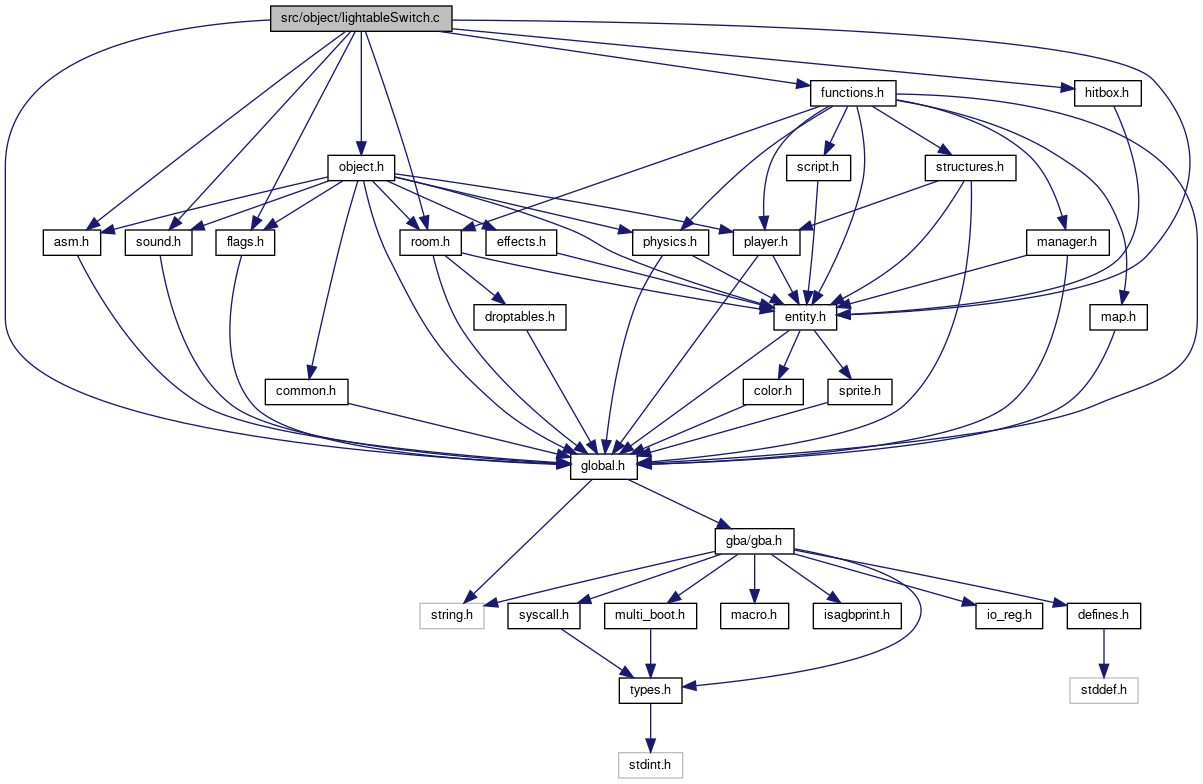 src/object/lightableSwitch.c
functions.h
hitbox.h
object.h
script.h
structures.h
asm.h
sound.h
flags.h
room.h
effects.h
physics.h
player.h
manager.h
droptables.h
entity.h
map.h
common.h
color.h
sprite.h
global.h
gba/gba.h
string.h
syscall.h
multi_boot.h
macro.h
isagbprint.h
io_reg.h
defines.h
types.h
stddef.h
stdint.h